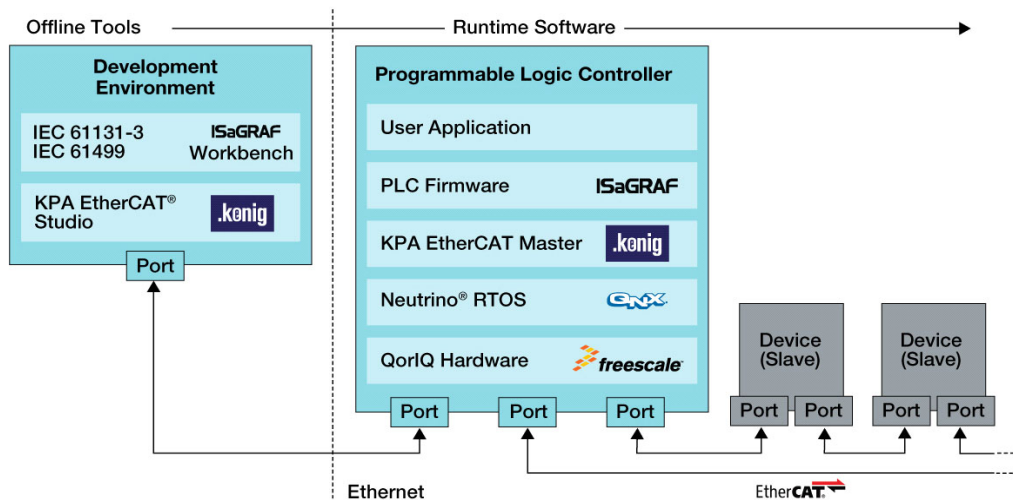 Offline Tools
Runtime Software
Development
Environment
IEC 61131-3
IEC 61499
ISaGRAF
Workbench
KPA EtherCAT®
Studio
.konig
Port
Programmable Logic Controller
User Application
PLC Firmware
ISaGRAF
KPA EtherCAT Master
.konig
Neutrino® RTOS
QNX
QorIQ Hardware
freescale™
Port
Port
Port
Device
(Slave)
Port
Port
Device
(Slave)
Port
Port
Ethernet
EtherCAT®